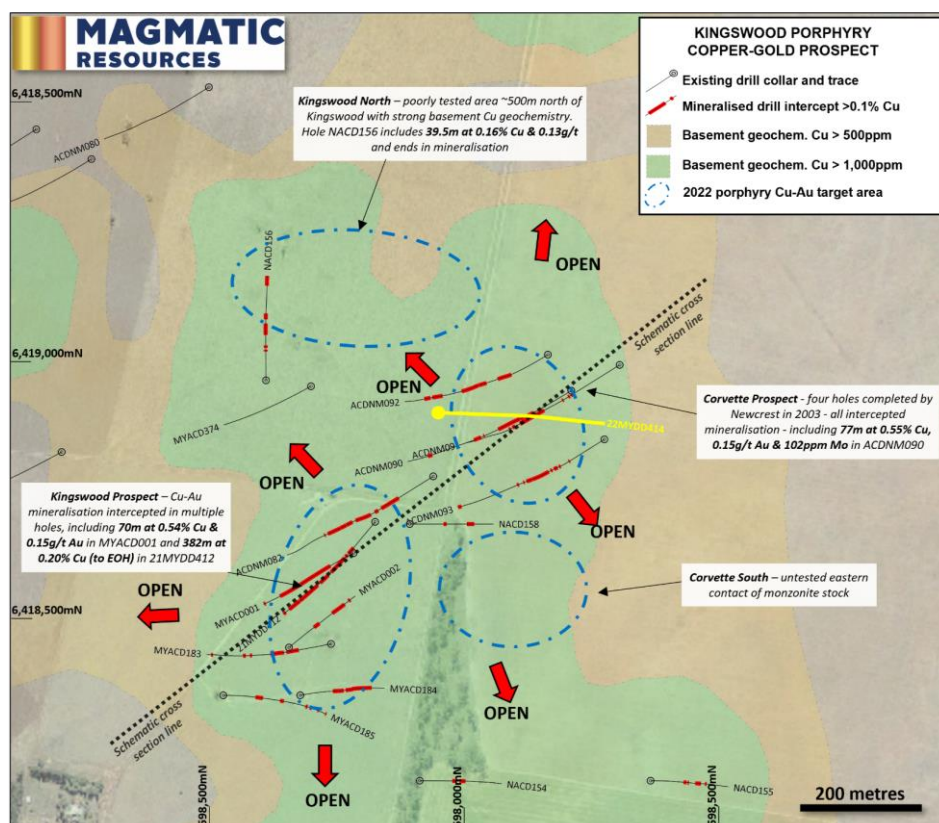 MAGMATIC
RESOURCES
KINGSWOOD PORPHYRY
COPPER-GOLD PROSPECT
Existing drill collar and trace
Mineralised drill intercept >0.1% Cu
Basement geochem. Cu > 500ppm
Basement geochem. Cu > 1,000ppm
2022 porphyry Cu-Au target area
6,418,500mN
ACDNM080
Kingswood North – poorly tested area ~500m north of
Kingswood with strong basement Cu geochemistry.
Hole NACD156 includes 39.5m at 0.16% Cu & 0.13g/t
and ends in mineralisation
NACD156
OPEN
Schematic cross
section line
6,419,000mN
OPEN
ACDNM092
MYACD374
22MYDD414
Corvette Prospect - four holes completed by
Newcrest in 2003 - all intercepted
mineralisation - including 77m at 0.55% Cu,
0.15g/t Au & 102ppm Mo in ACDNM090
ACDNM090
ACDNM09
OPEN
Kingswood Prospect – Cu-Au
mineralisation intercepted in multiple
holes, including 70m at 0.54% Cu &
0.15g/t Au in MYACD001 and 382m at
0.20% Cu (to EOH) in 21MYDD412
ACDNM093
NACD158
OPEN
ACDNM082
MYACD002
Corvette South – untested eastern
contact of monzonite stock
OPEN
MYACD001
21MYDD412
6,418,500mN
MYACD183
MYACD184
MYACD185
OPEN
Schematic cross
section line
OPEN
NACD154
NACD155
698,500mN
698,000mN
698,500mN
200 metres